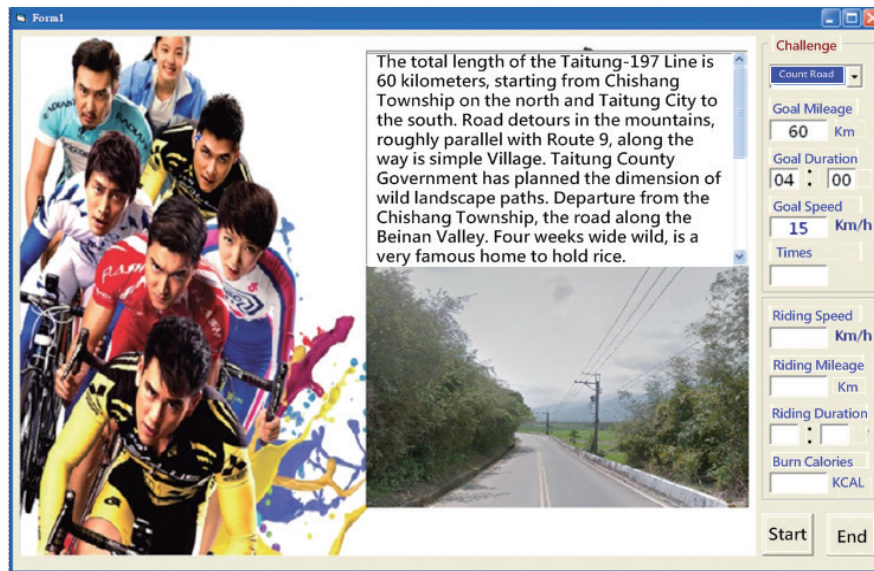 Form1
The total length of the Taitung-197 Line is
60 kilometers, starting from Chishang
Township on the north and Taitung City to
the south. Road detours in the mountains,
roughly parallel with Route 9, along the
way is simple Village. Taitung County
Government has planned the dimension of
wild landscape paths. Departure from the
Chishang Township, the road along the
Beinan Valley. Four weeks wide wild, is a
very famous home to hold rice.
Challenge
Count Road
Goal Mileage
60 Km
Goal Duration
04 : 00
Goal Speed
15 Km/h
Times
Riding Speed
Km/h
Riding Mileage
Km
Riding Duration
:
Burn Calories
KCAL
Start End